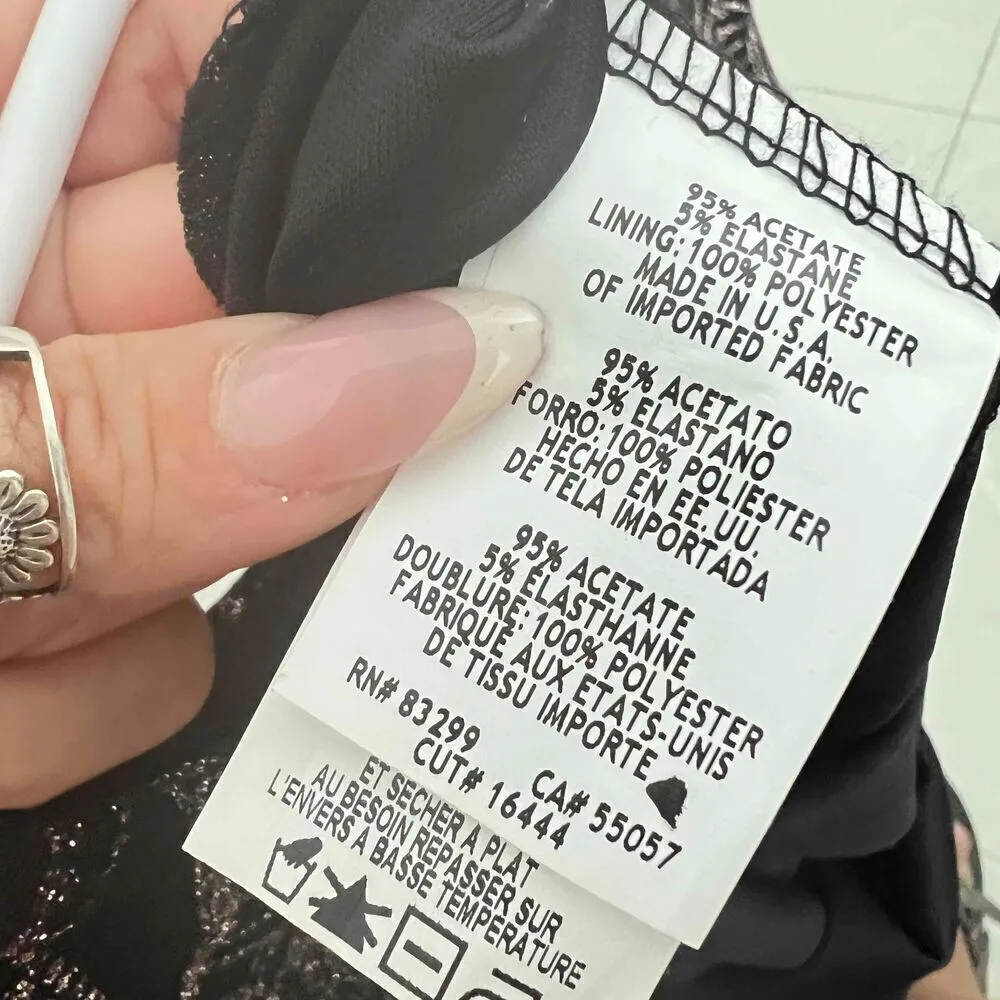 95% ACETATE
5% ELASTANE
LINING: 100% POLYESTER
MADE IN U.S.A.
OF IMPORTED FABRIC
95% ACETATO
5% ELASTANO
FORRO: 100% POLIESTER
HECHO EN EE. UU.
DE TELA IMPORTADA
95% ACETATE
5% ÉLASTHANNE
DOUBLURE: 100% POLYESTER
FABRIQUÉ AUX ETATS-UNIS
DE TISSU IMPORTE
RN# 83299 CA# 55057
CUT# 16444
ET SECHER A PLAT
AU BESOIN REPASSER SUR
L'ENVERS A BASSE TEMPERATURE